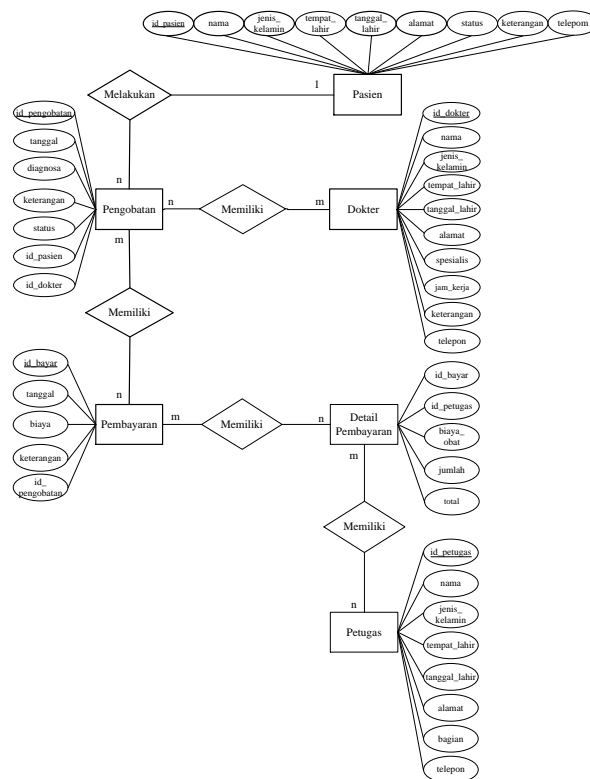 id_pasien
nama
jenis_
kelamin
tempat_
lahir
tanggal_
lahir
alamat
status
keterangan
telepom
Melakukan
1
Pasien
id_pengobatan
tanggal
diagnosa
keterangan
status
id_pasien
id_dokter
n
Pengobatan
n
Memiliki
m
Dokter
m
id_dokter
nama
jenis_
kelamin
tempat_lahir
tanggal_lahir
alamat
spesialis
jam_kerja
keterangan
telepon
Memiliki
n
id_bayar
tanggal
biaya
keterangan
id_
pengobatan
Pembayaran
m
Memiliki
n
Detail
Pembayaran
m
id_bayar
id_petugas
biaya_
obat
jumlah
total
Memiliki
n
Petugas
id_petugas
nama
jenis_
kelamin
tempat_lahir
tanggal_lahir
alamat
bagian
telepon